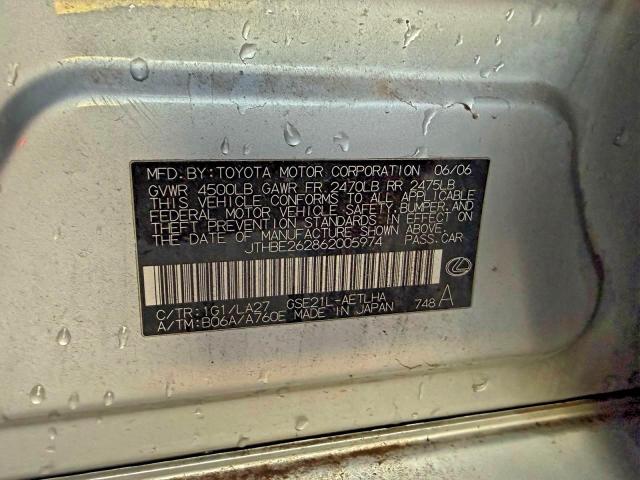 MFD.BY:TOYOTA MOTOR CORPORATION 06/06
GVWR 4500LB GAWR FR 2470LB RR 2475LB
THIS VEHICLE CONFORMS TO ALL APPLICABLE
FEDERAL MOTOR VEHICLE SAFETY,BUMPER,AND
THEFT PREVENTION STANDARDS IN EFFECT ON
THE DATE OF MANUFACTURE SHOWN ABOVE.
JTHBE262862005974 PASS.CAR
C/TR:1G1/LA27 GSE21L-AETLHA
A/TM:B06A/A760E MADE IN JAPAN 748 A